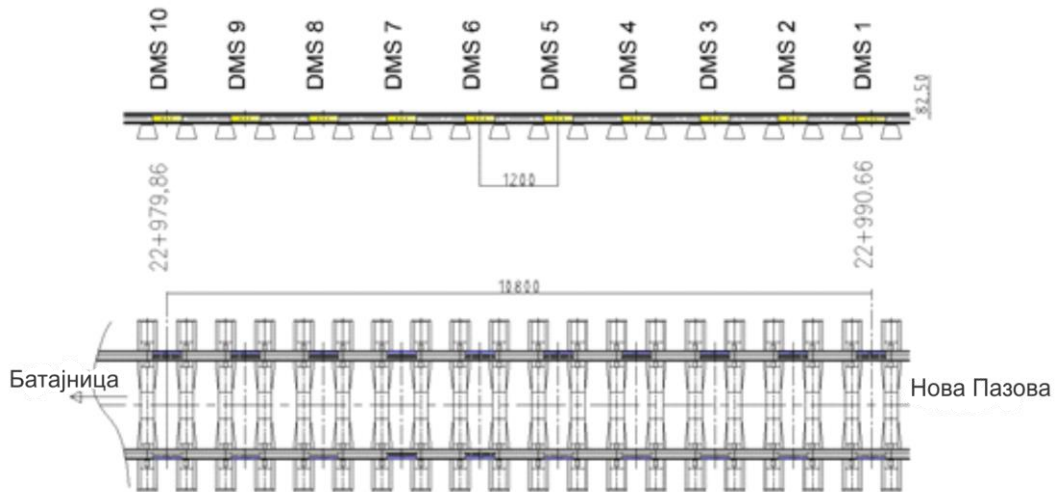 DMS 10
DMS 9
DMS 8
DMS 7
DMS 6
DMS 5
DMS 4
DMS 3
DMS 2
DMS 1
82.50
1200
22+979,86
22+990.66
10800
Батајница
Нова Пазова